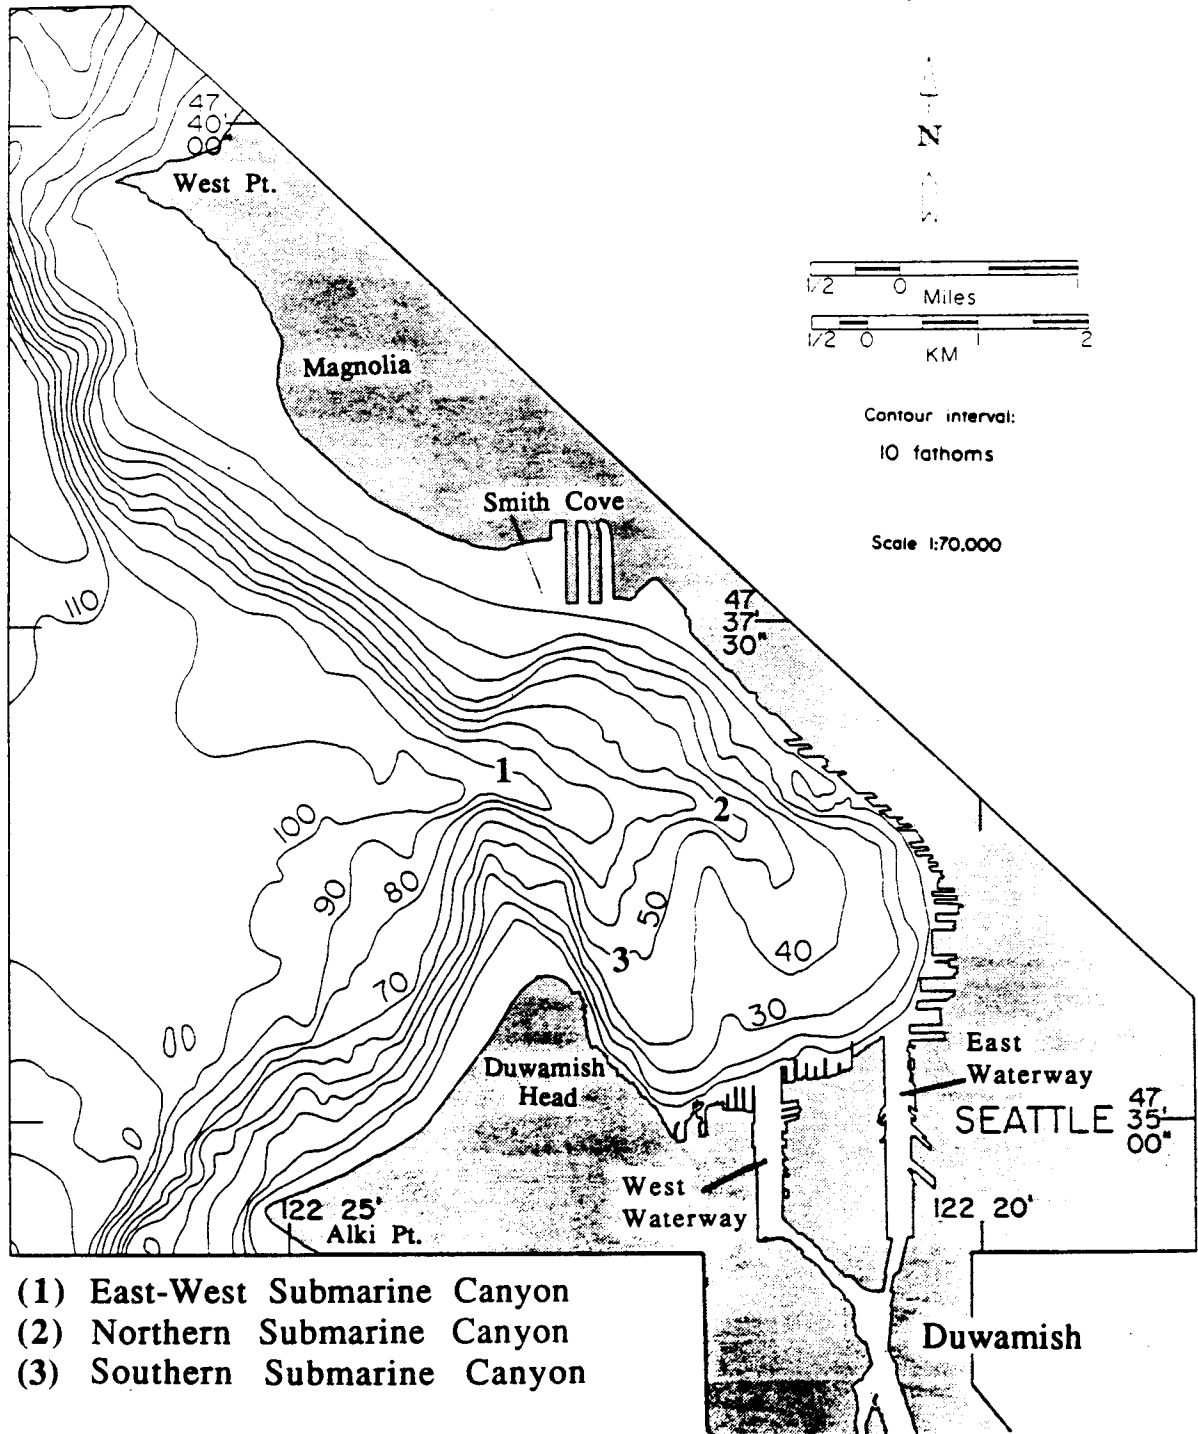 47
40'
00"
West Pt.
N
1/2 0 1
Miles
1/2 0 1 2
KM
Magnolia
Contour interval:
10 fathoms
Smith Cove
Scale 1:70.000
110
47
37'
30"
1
2
100
90
80
50
3
40
70
30
Duwamish
Head
East
Waterway
SEATTLE
47
35'
00"
West
Waterway
122 25'
Alki Pt.
122 20'
(1) East-West Submarine Canyon
(2) Northern Submarine Canyon
(3) Southern Submarine Canyon
Duwamish